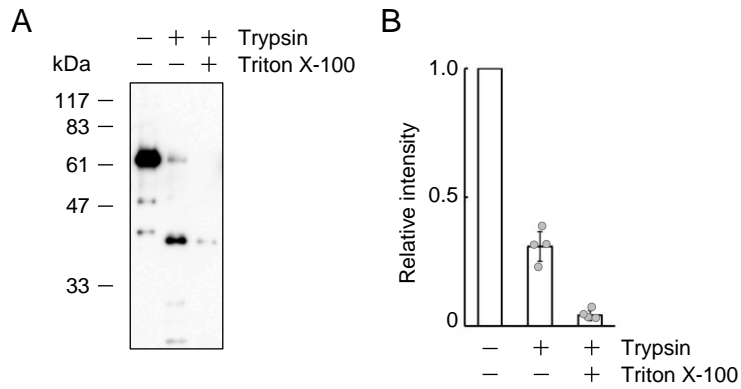 A
− + + Trypsin
− − + Triton X-100
kDa
117
83
61
47
33
B
Relative intensity
1.0
0.5
0
− + + Trypsin
− − + Triton X-100